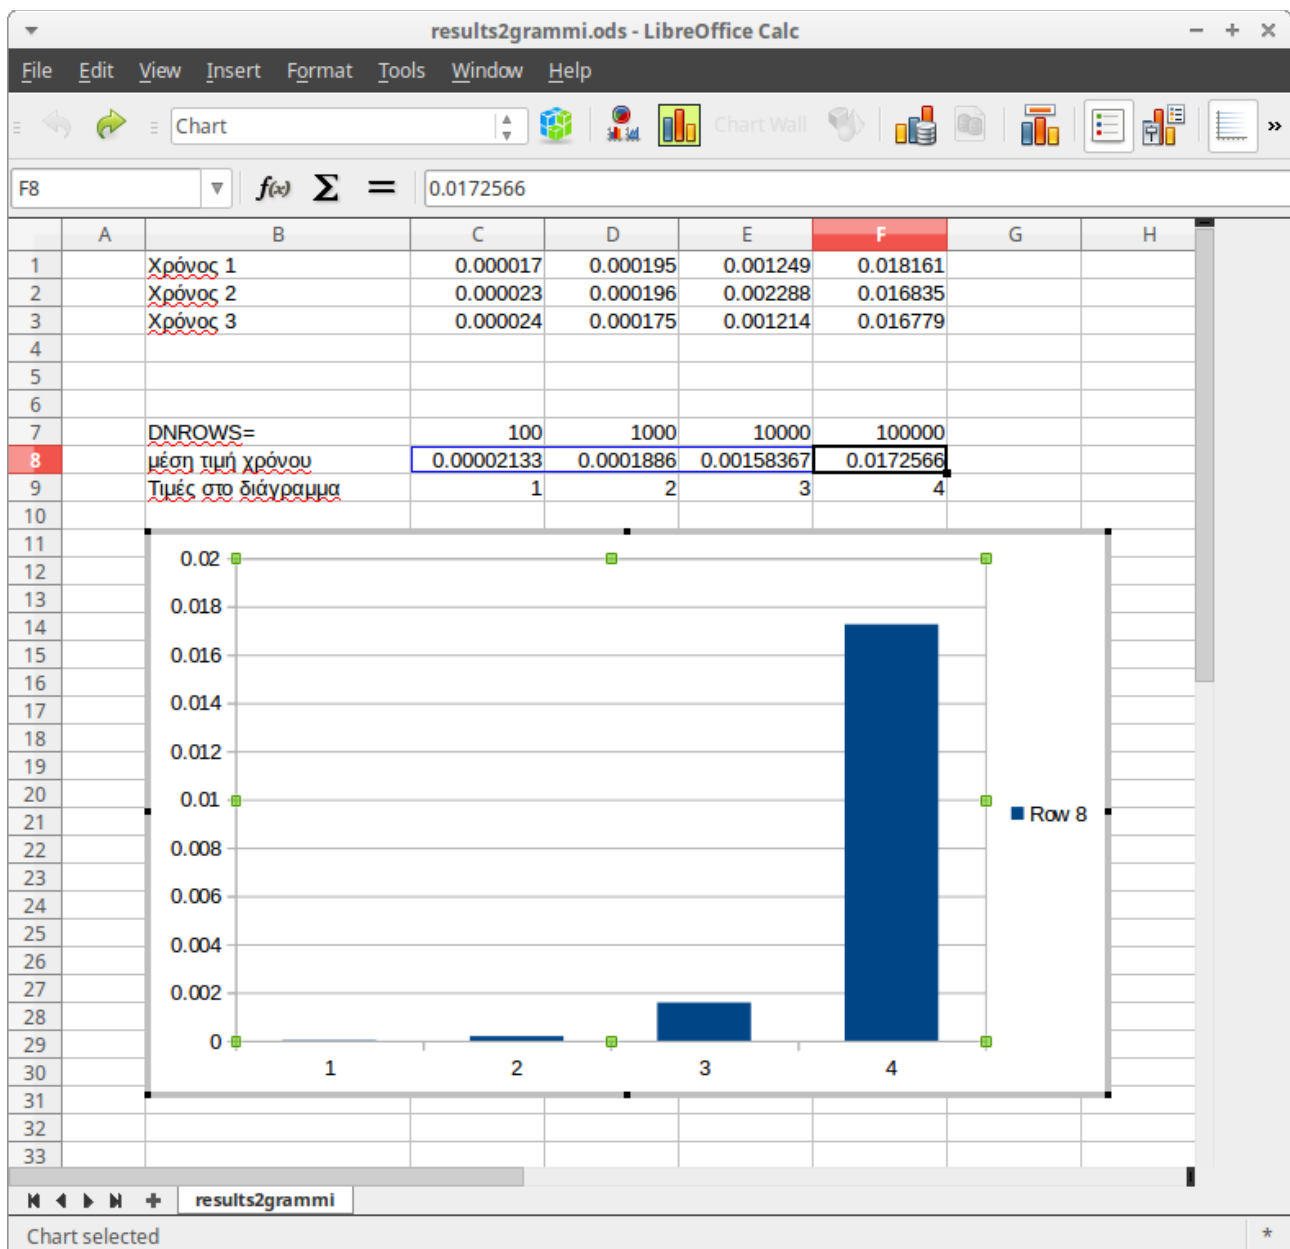 results2grammi.ods - LibreOffice Calc
File Edit View Insert Format Tools Window Help
Chart Chart Wall »
F8 f(x) Σ = 0.0172566
A B C D E F G H
1 Χρόνος 1 0.000017 0.000195 0.001249 0.018161
2 Χρόνος 2 0.000023 0.000196 0.002288 0.016835
3 Χρόνος 3 0.000024 0.000175 0.001214 0.016779
4
5
6
7 DNROWS= 100 1000 10000 100000
8 μέση τιμή χρόνου 0.00002133 0.0001886 0.00158367 0.0172566
9 Τιμές στο διάγραμμα 1 2 3 4
10
11
12 0.02
13 0.018
14
15 0.016
16
17 0.014
18
19 0.012
20 0.01
21 Row 8
22 0.008
23
24 0.006
25 0.004
26
27 0.002
28
29 0
30 1 2 3 4
31
32
33
results2grammi
Chart selected *